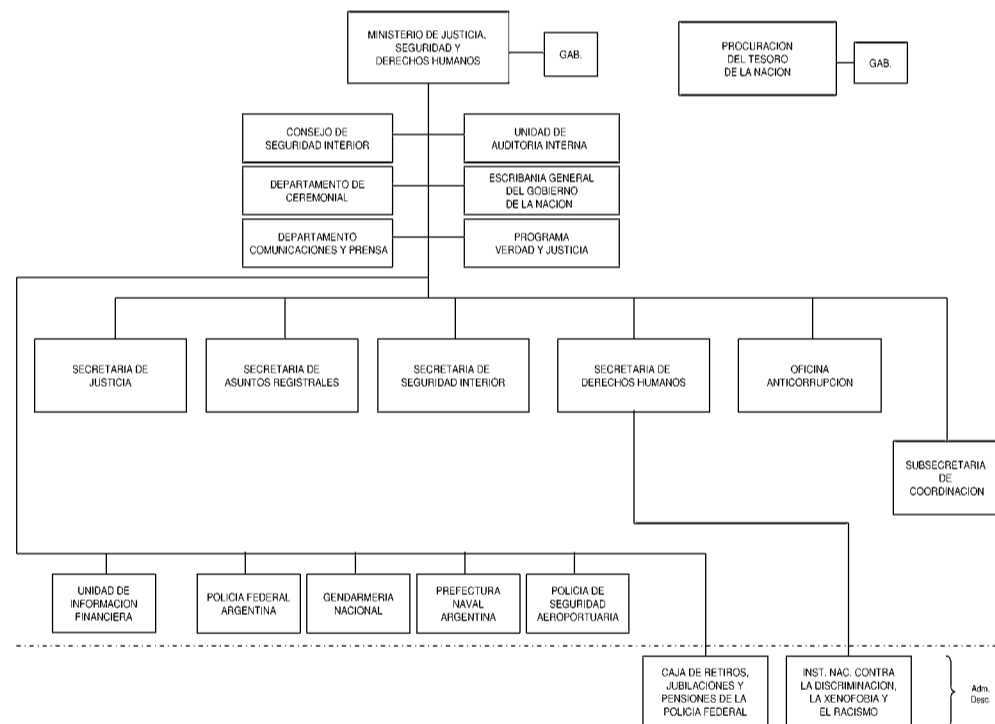 MINISTERIO DE JUSTICIA,
SEGURIDAD Y
DERECHOS HUMANOS
GAB.
PROCURACION
DEL TESORO
DE LA NACION
GAB.
CONSEJO DE
SEGURIDAD INTERIOR
UNIDAD DE
AUDITORIA INTERNA
DEPARTAMENTO DE
CEREMONIAL
ESCRIBANIA GENERAL
DEL GOBIERNO
DE LA NACION
DEPARTAMENTO
COMUNICACIONES Y PRENSA
PROGRAMA
VERDAD Y JUSTICIA
SECRETARIA DE
JUSTICIA
SECRETARIA DE
ASUNTOS REGISTRALES
SECRETARIA DE
SEGURIDAD INTERIOR
SECRETARIA DE
DERECHOS HUMANOS
OFICINA
ANTICORRUPCION
SUBSECRETARIA
DE
COORDINACION
UNIDAD DE
INFORMACION
FINANCIERA
POLICIA FEDERAL
ARGENTINA
GENDARMERIA
NACIONAL
PREFECTURA
NAVAL
ARGENTINA
POLICIA DE
SEGURIDAD
AEROPORTUARIA
CAJA DE RETIROS,
JUBILACIONES Y
PENSIONES DE LA
POLICIA FEDERAL
INST. NAC. CONTRA
LA DISCRIMINACION,
LA XENOFOBIA Y
EL RACISMO
Adm.
Desc.